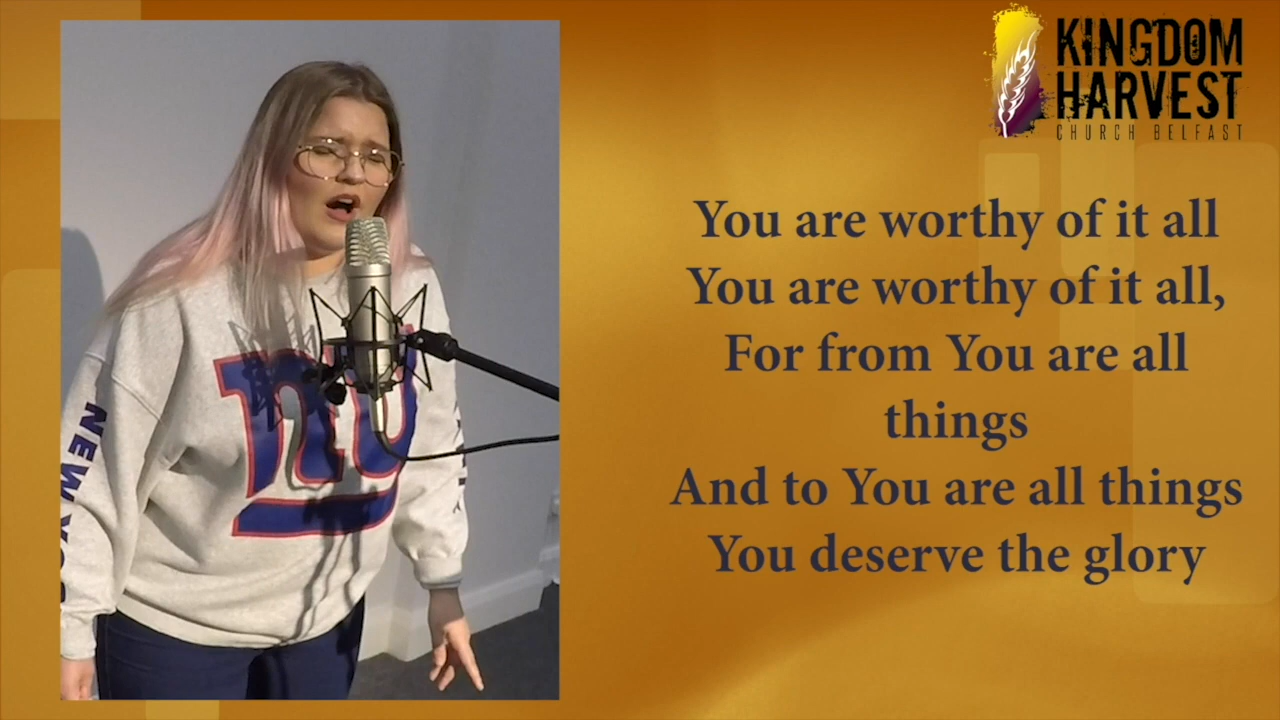 KINGDOM
HARVEST
CHURCH BELFAST
You are worthy of it all
You are worthy of it all,
For from You are all
things
And to You are all things
You deserve the glory
ny
NEW YO